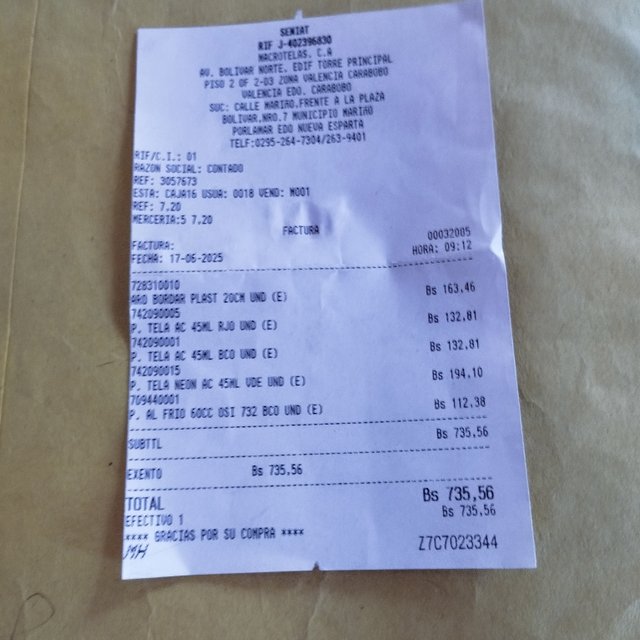 SENIAT
RIF J-402396830
MACROTELAS, C.A
AV. BOLIVAR NORTE, EDIF TORRE PRINCIPAL
PISO 2 OF 2-03 ZONA VALENCIA CARABOBO
VALENCIA EDO. CARABOBO
SUC: CALLE MARIÑO,FRENTE A LA PLAZA
BOLIVAR,NRO.7 MUNICIPIO MARIÑO
PORLAMAR EDO NUEVA ESPARTA
TELF:0295-264-7304/263-9401
RIF/C.I.: 01
RAZON SOCIAL: CONTADO
REF: 3057673
ESTA: CAJA16 USUA: 0018 VEND: M001
REF: 7.20
MERCERIA:5 7.20
FACTURA
FACTURA: 00032005
FECHA: 17-06-2025 HORA: 09:12
728310010
ARO BORDAR PLAST 20CM UND (E) Bs 163,46
742090005
P. TELA AC 45ML RJO UND (E) Bs 132,81
742090001
P. TELA AC 45ML BCO UND (E) Bs 132,81
742090015
P. TELA NEON AC 45ML VDE UND (E) Bs 194,10
709440001
P. AL FRIO 60CC OSI 732 BCO UND (E) Bs 112,38
SUBTTL Bs 735,56
EXENTO Bs 735,56
TOTAL Bs 735,56
EFECTIVO 1 Bs 735,56
**** GRACIAS POR SU COMPRA ****
MH Z7C7023344